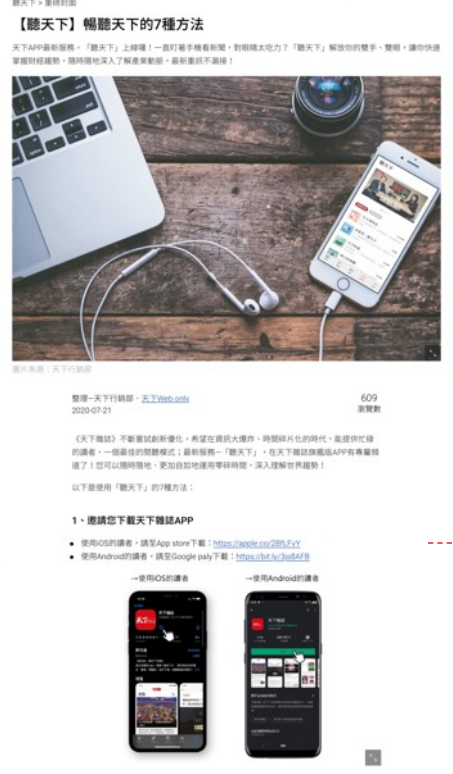 聽天下 > 重磅封面
【聽天下】暢聽天下的7種方法
天下APP最新服務，「聽天下」上線囉！一直盯著手機看新聞，對眼睛太吃力？「聽天下」解放你的雙手、雙眼，讓你快速
掌握財經趨勢，隨時隨地深入了解產業動脈，最新重訊不漏接！
聽天下
圖片來源：天下行銷部
整理—天下行銷部、天下Web only
609
2020-07-21
瀏覽數
《天下雜誌》不斷嘗試創新優化，希望在資訊大爆炸、時間碎片化的時代，能提供忙碌
的讀者，一個最佳的閱聽模式；最新服務—「聽天下」，在天下雜誌旗艦版APP有專屬頻
道了！您可以隨時隨地、更加自如地運用零碎時間，深入理解世界趨勢！
以下是使用「聽天下」的7種方法：
1、邀請您下載天下雜誌APP
使用iOS的讀者，請至App store下載：https://apple.co/2BfLFvY
使用Android的讀者，請至Google paly下載：https://bit.ly/3js8AFB
→使用iOS的讀者
→使用Android的讀者
天下雜誌